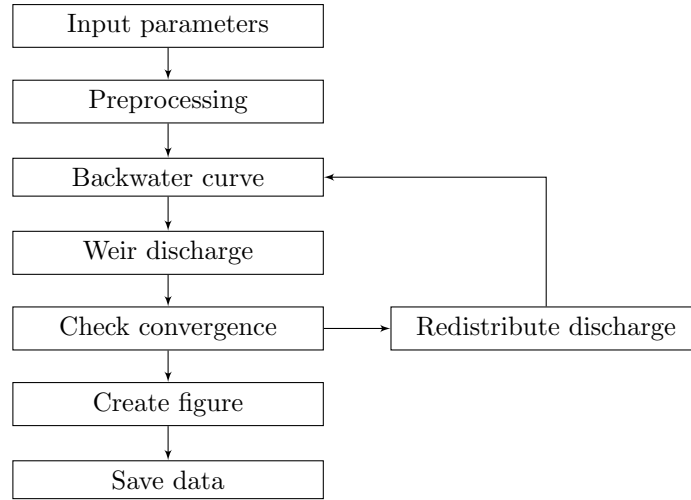 Input parameters
Preprocessing
Backwater curve
Weir discharge
Check convergence
Redistribute discharge
Create figure
Save data